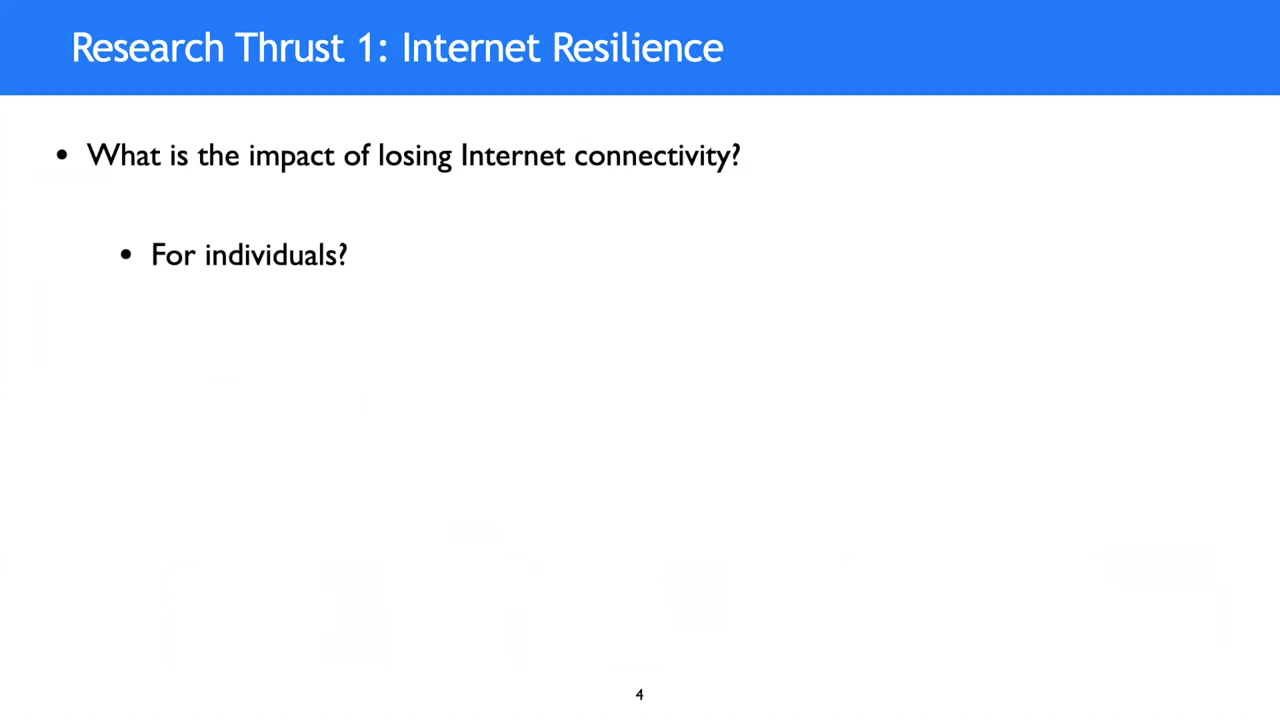 Research Thrust 1: Internet Resilience
• What is the impact of losing Internet connectivity?
• For individuals?
4